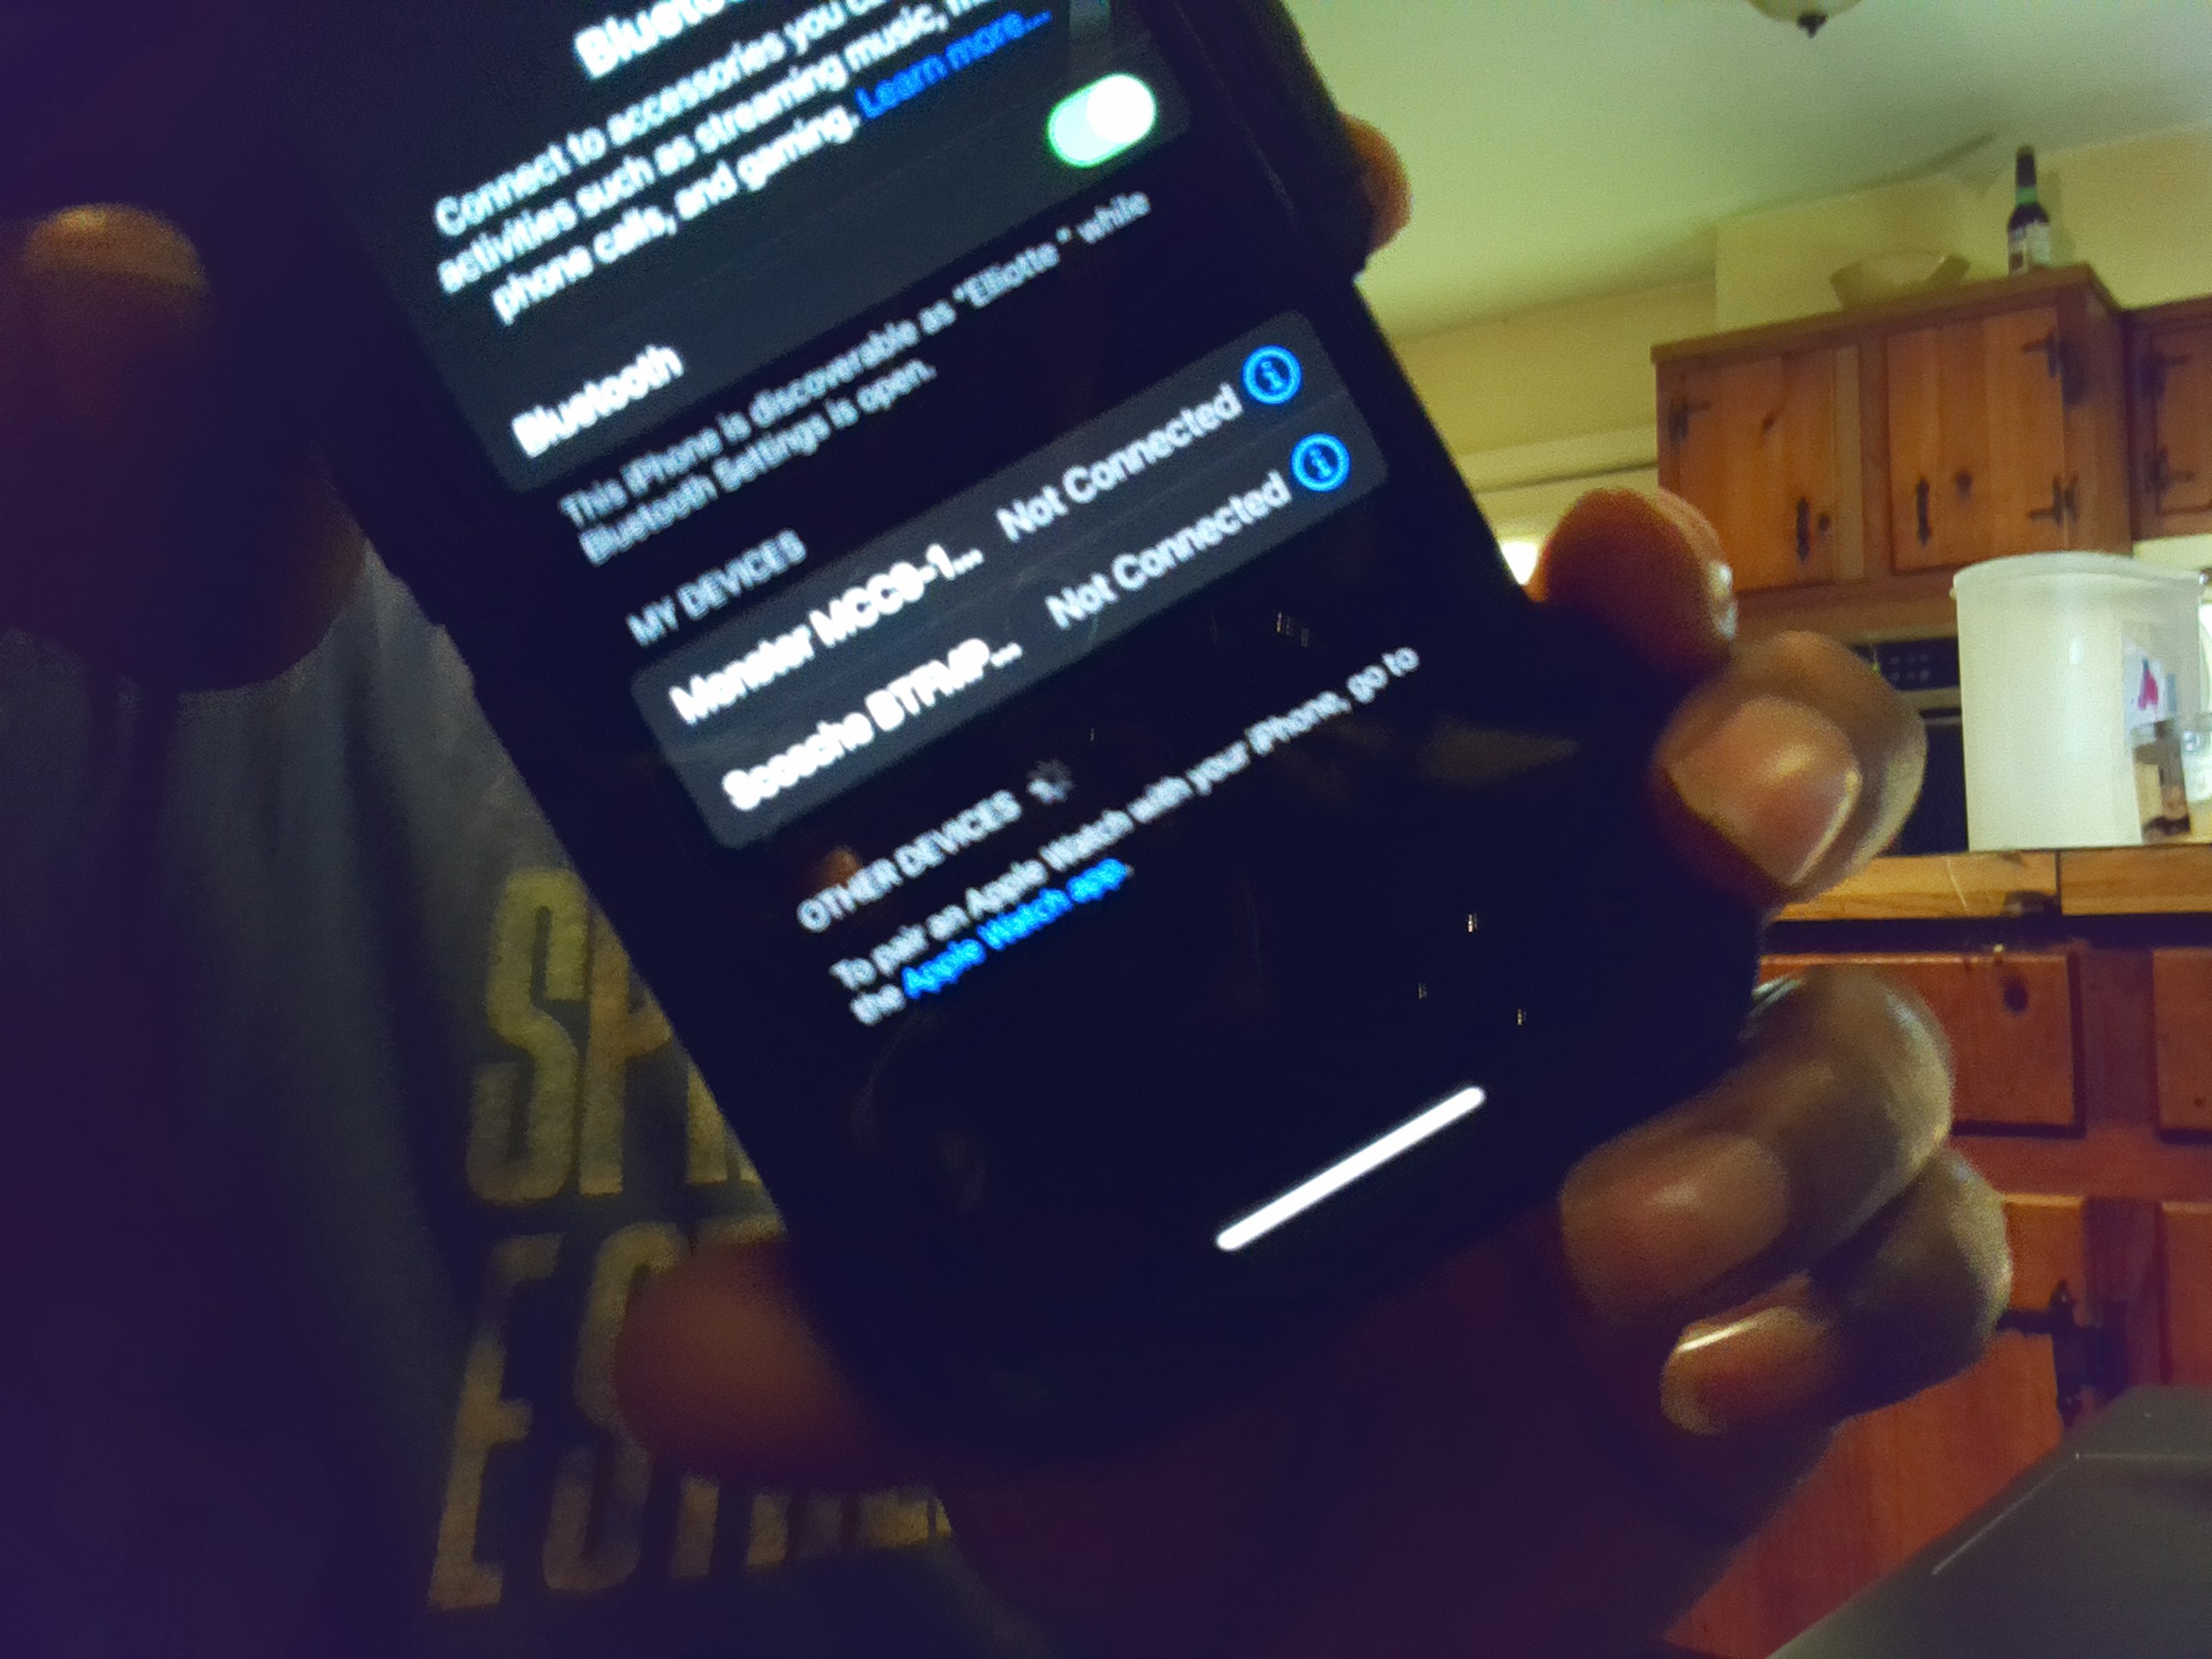 Connect to accessories you
activities such as streaming music,
phone calls, and gaming. Learn more...
Bluetooth
This iPhone is discoverable as "Elliotte " while
Bluetooth Settings is open.
MY DEVICES
Monster MCC9-1... Not Connected
Scosche BTFMP... Not Connected
OTHER DEVICES
To pair an Apple Watch with your iPhone, go to
the Apple Watch app.